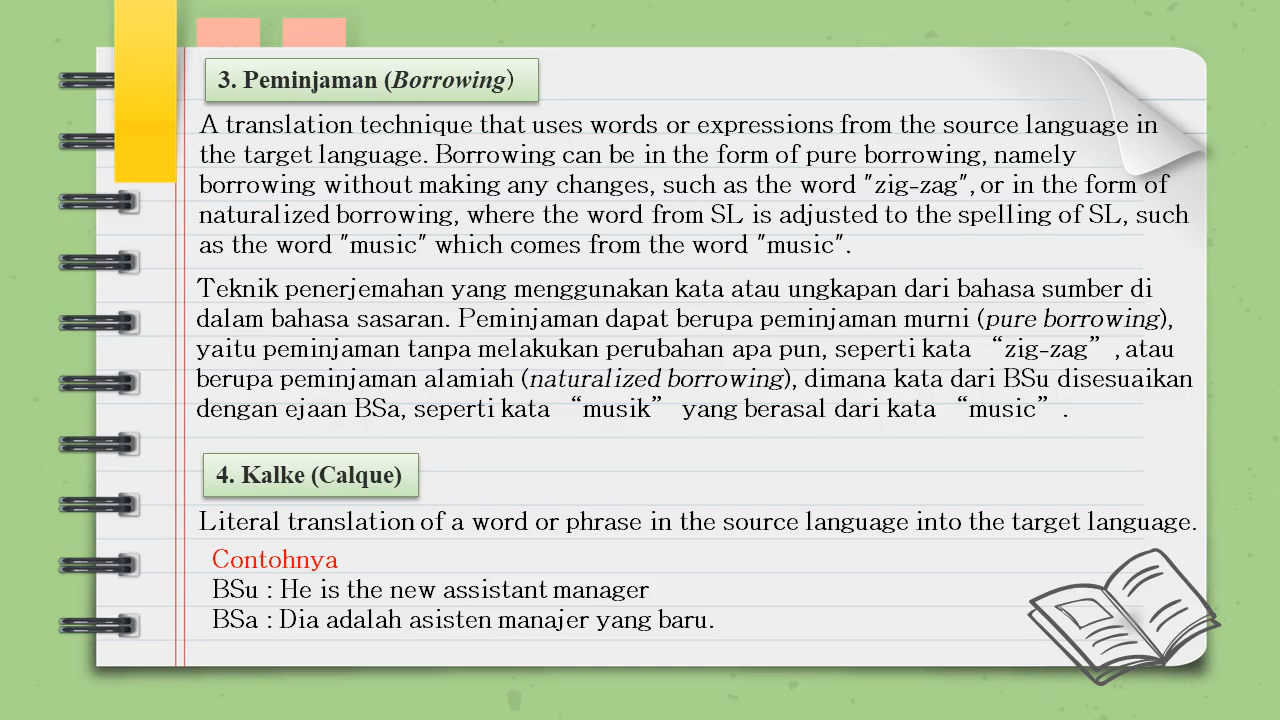 3. Peminjaman (Borrowing)
A translation technique that uses words or expressions from the source language in
the target language. Borrowing can be in the form of pure borrowing, namely
borrowing without making any changes, such as the word "zig-zag", or in the form of
naturalized borrowing, where the word from SL is adjusted to the spelling of SL, such
as the word "music" which comes from the word "music".
Teknik penerjemahan yang menggunakan kata atau ungkapan dari bahasa sumber di
dalam bahasa sasaran. Peminjaman dapat berupa peminjaman murni (pure borrowing),
yaitu peminjaman tanpa melakukan perubahan apa pun, seperti kata “zig-zag”, atau
berupa peminjaman alamiah (naturalized borrowing), dimana kata dari BSu disesuaikan
dengan ejaan BSa, seperti kata “musik” yang berasal dari kata “music”.
4. Kalke (Calque)
Literal translation of a word or phrase in the source language into the target language.
Contohnya
BSu : He is the new assistant manager
BSa : Dia adalah asisten manajer yang baru.